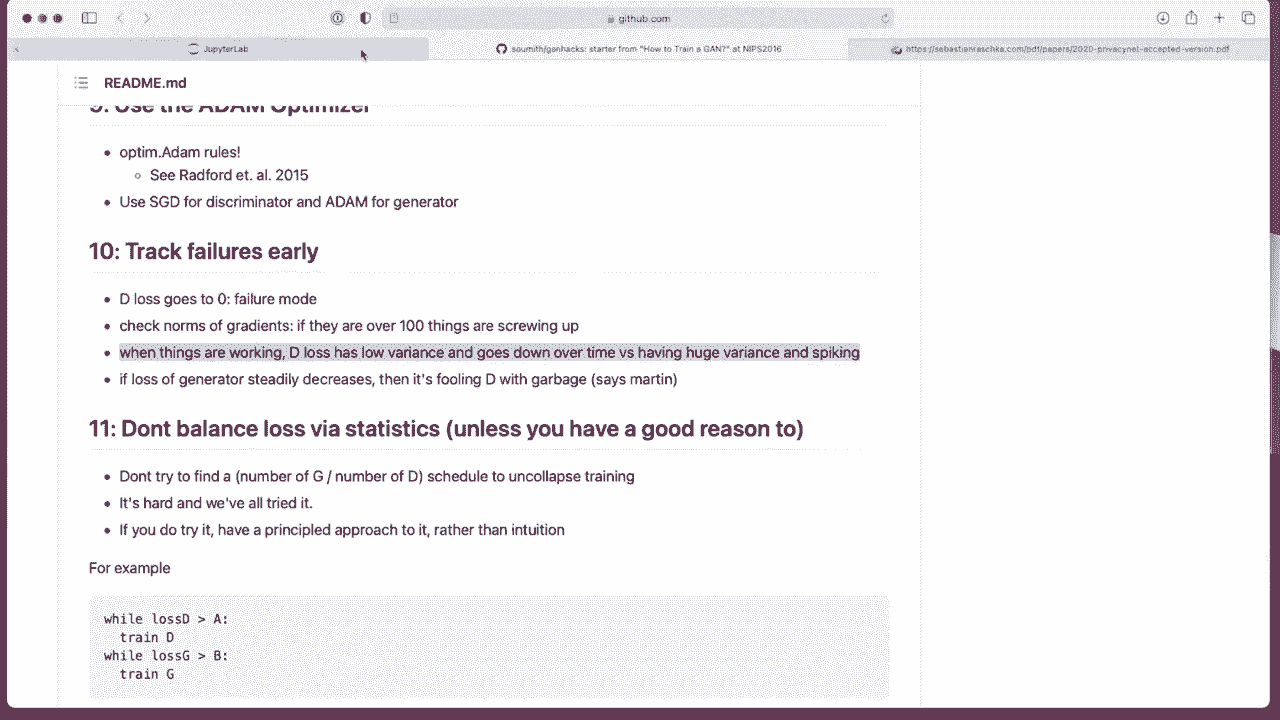 github.com
JupyterLab
soumith/ganhacks: starter from "How to Train a GAN?" at NIPS2016
https://sebastianraschka.com/pdf/papers/2020-privacynet-accepted-version.pdf
README.md
9: Use the ADAM Optimizer
optim.Adam rules!
See Radford et. al. 2015
Use SGD for discriminator and ADAM for generator
10: Track failures early
D loss goes to 0: failure mode
check norms of gradients: if they are over 100 things are screwing up
when things are working, D loss has low variance and goes down over time vs having huge variance and spiking
if loss of generator steadily decreases, then it's fooling D with garbage (says martin)
11: Dont balance loss via statistics (unless you have a good reason to)
Dont try to find a (number of G / number of D) schedule to uncollapse training
It's hard and we've all tried it.
If you do try it, have a principled approach to it, rather than intuition
For example
while lossD > A:
train D
while lossG > B:
train G